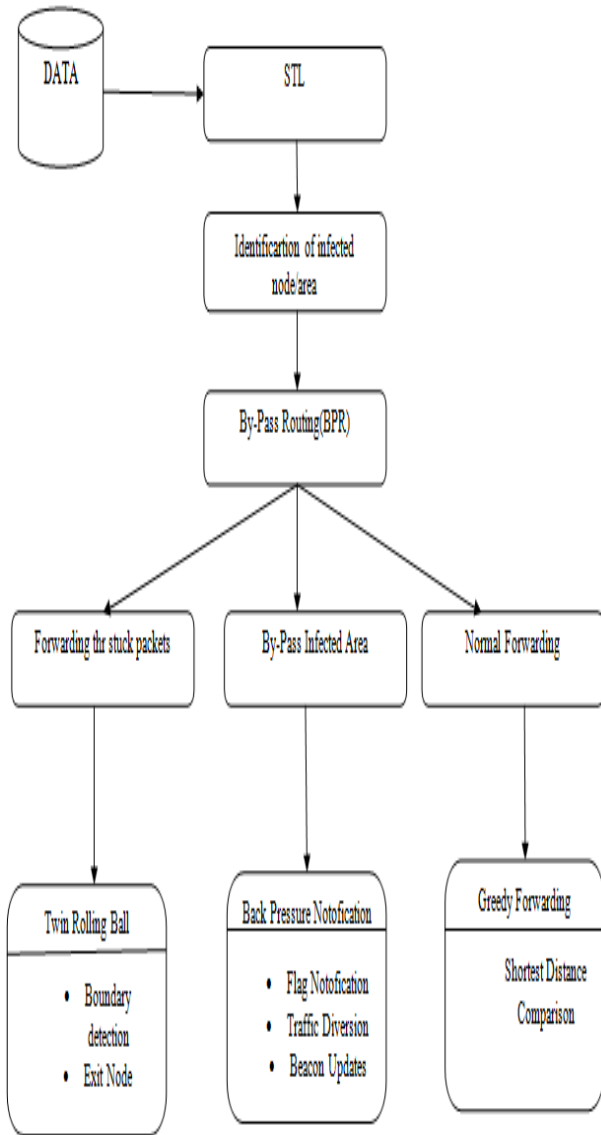 DATA
STL
Identificartion of infected
node/area
By-Pass Routing(BPR)
Forwarding thr stuck packets
By-Pass Infected Area
Normal Forwarding
Twin Rolling Ball
• Boundary
detection
• Exit Node
Back Pressure Notofication
• Flag Notofication
• Traffic Diversion
• Beacon Updates
Greedy Forwarding
Shortest Distance
Comparison